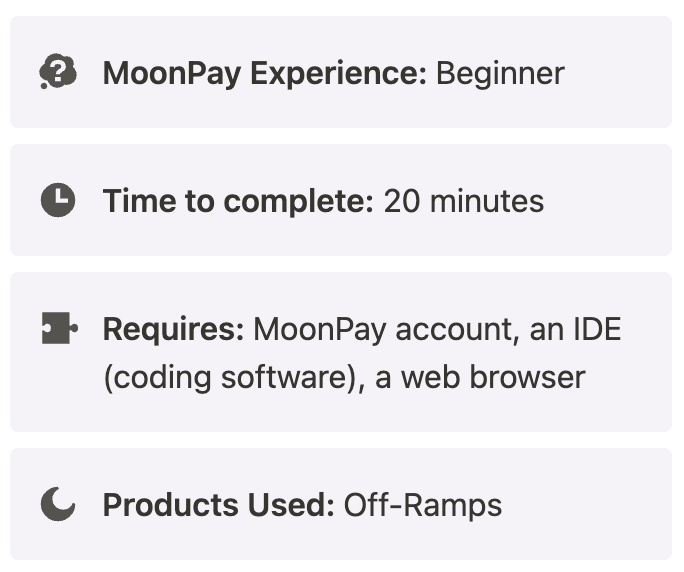 MoonPay Experience: Beginner
Time to complete: 20 minutes
Requires: MoonPay account, an IDE
(coding software), a web browser
Products Used: Off-Ramps